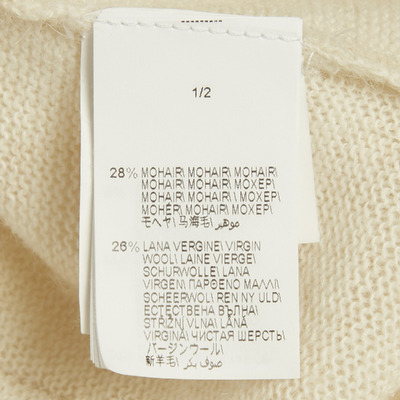 1/2
28% MOHAIR\ MOHAIR\ MOHAIR\
MOHAIR\ MOHAIR\ MOXEP\
MOHAIR\ MOHAIR\ \ MOXEP\
MOHER\ MOHAIR\ MOXEP\
モヘヤ\ 马海毛\ موهير\
26% LANA VERGINE\ VIRGIN
WOOL\ LAINE VIERGE\
SCHURWOLLE\ LANA
VIRGEN\ ΠΑΡΘΕΝΟ ΜΑΛΛΙ\
SCHEERWOL\ REN NY ULD\
ЕСТЕСТВЕНА ВЪЛНА\
STŘIŽNÍ VLNA\ LÂNĂ
VIRGINĂ\ ЧИСТАЯ ШЕРСТЬ\
バージンウール\
新羊毛\ صوف بكر\